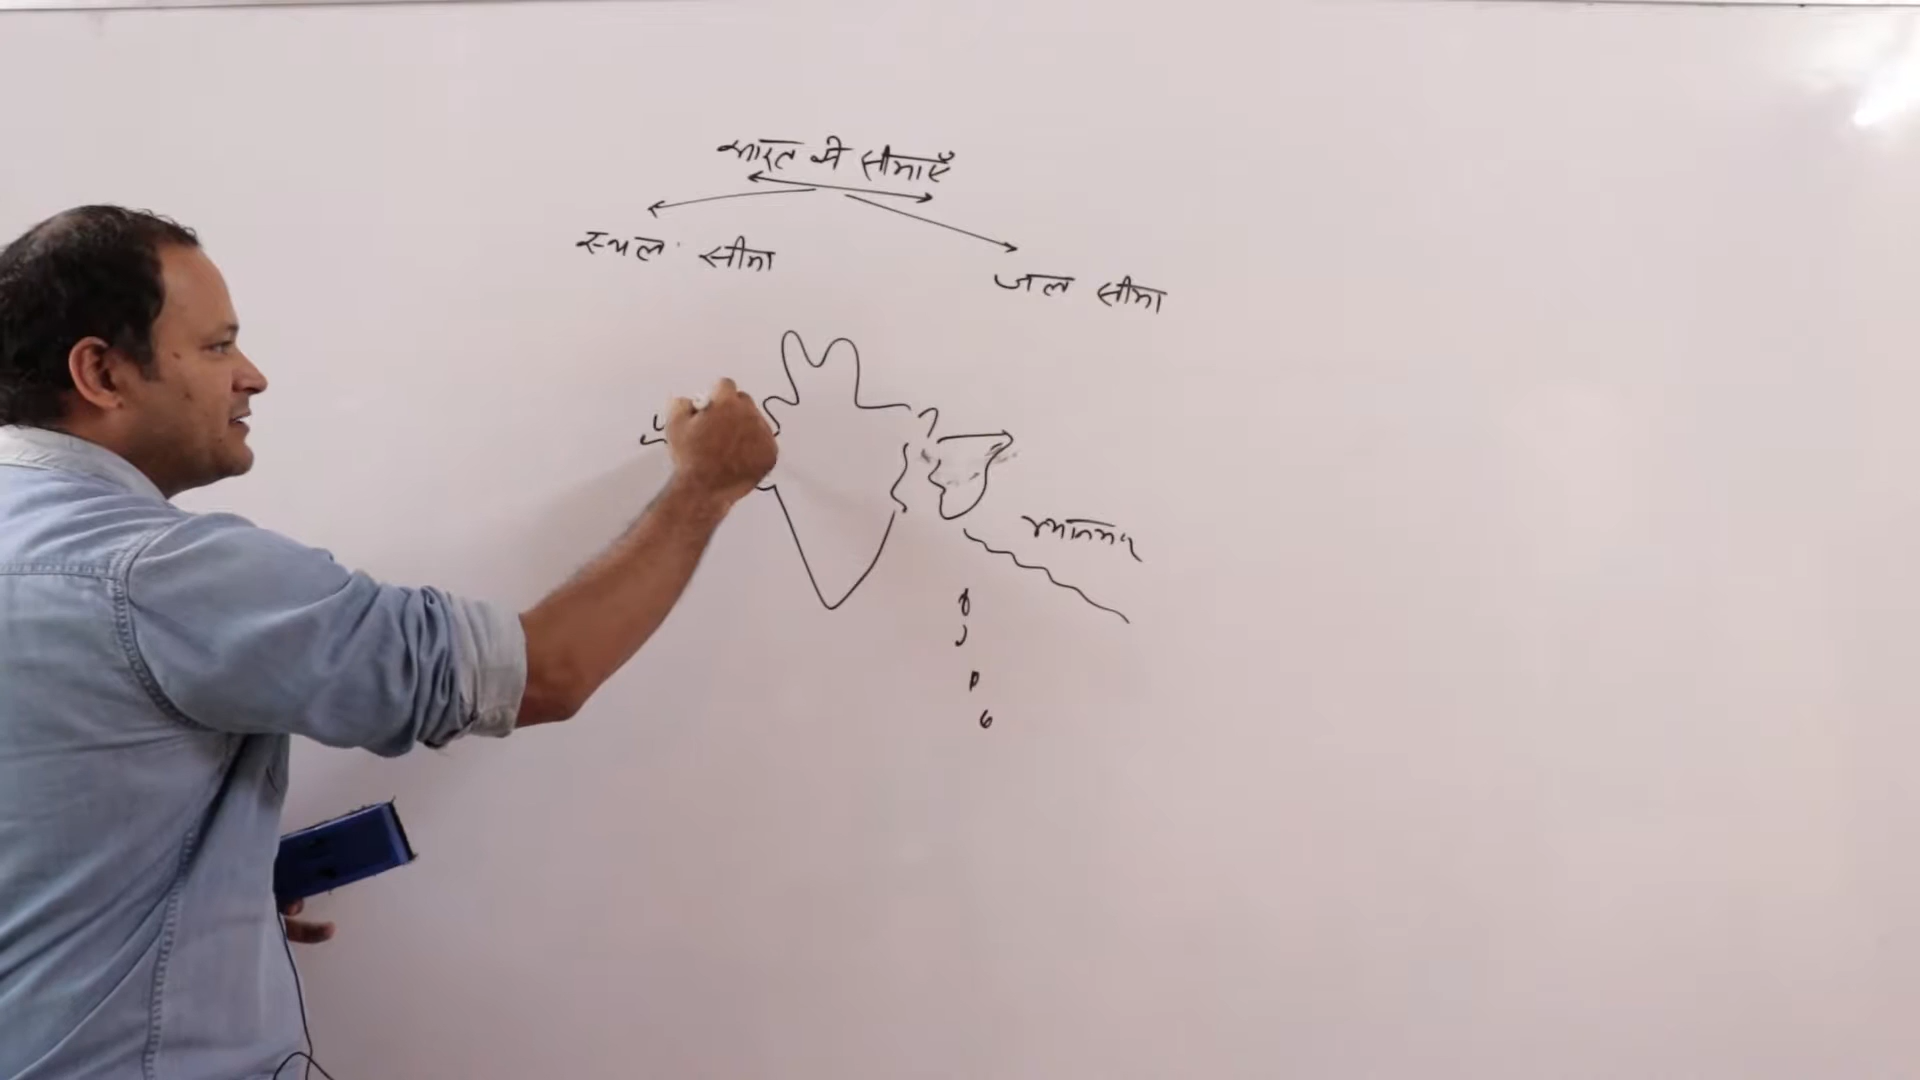 भारत की सीमाएँ
स्थल सीमा
जल सीमा
म्यांनमार